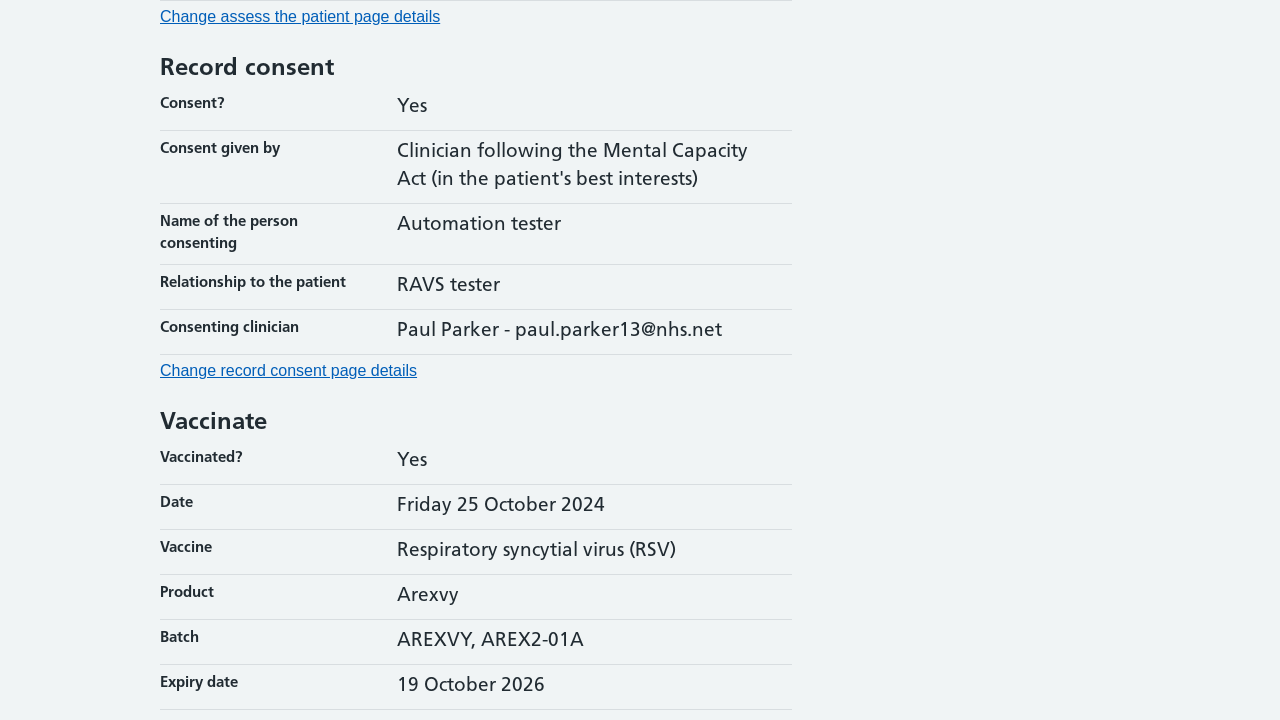 Change assess the patient page details
Record consent
Consent? Yes
Consent given by Clinician following the Mental Capacity
Act (in the patient's best interests)
Name of the person Automation tester
consenting
Relationship to the patient RAVS tester
Consenting clinician Paul Parker - paul.parker13@nhs.net
Change record consent page details
Vaccinate
Vaccinated? Yes
Date Friday 25 October 2024
Vaccine Respiratory syncytial virus (RSV)
Product Arexvy
Batch AREXVY, AREX2-01A
Expiry date 19 October 2026